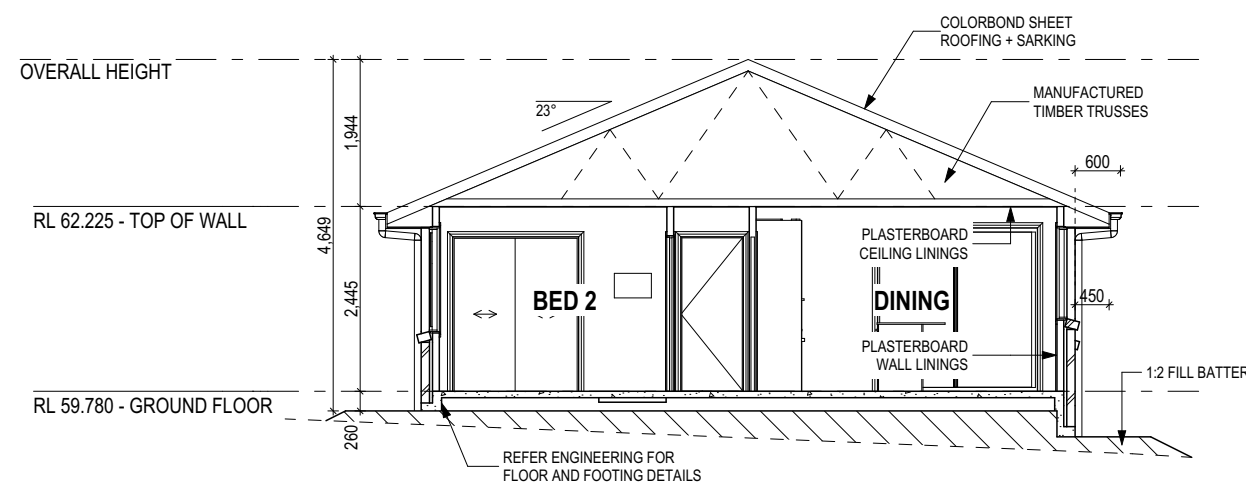 COLORBOND SHEET
ROOFING + SARKING
OVERALL HEIGHT
MANUFACTURED
TIMBER TRUSSES
23°
1,944
600
RL 62.225 - TOP OF WALL
4,649
PLASTERBOARD
CEILING LININGS
2,445
BED 2
DINING
450
PLASTERBOARD
WALL LININGS
1:2 FILL BATTER
RL 59.780 - GROUND FLOOR
260
REFER ENGINEERING FOR
FLOOR AND FOOTING DETAILS